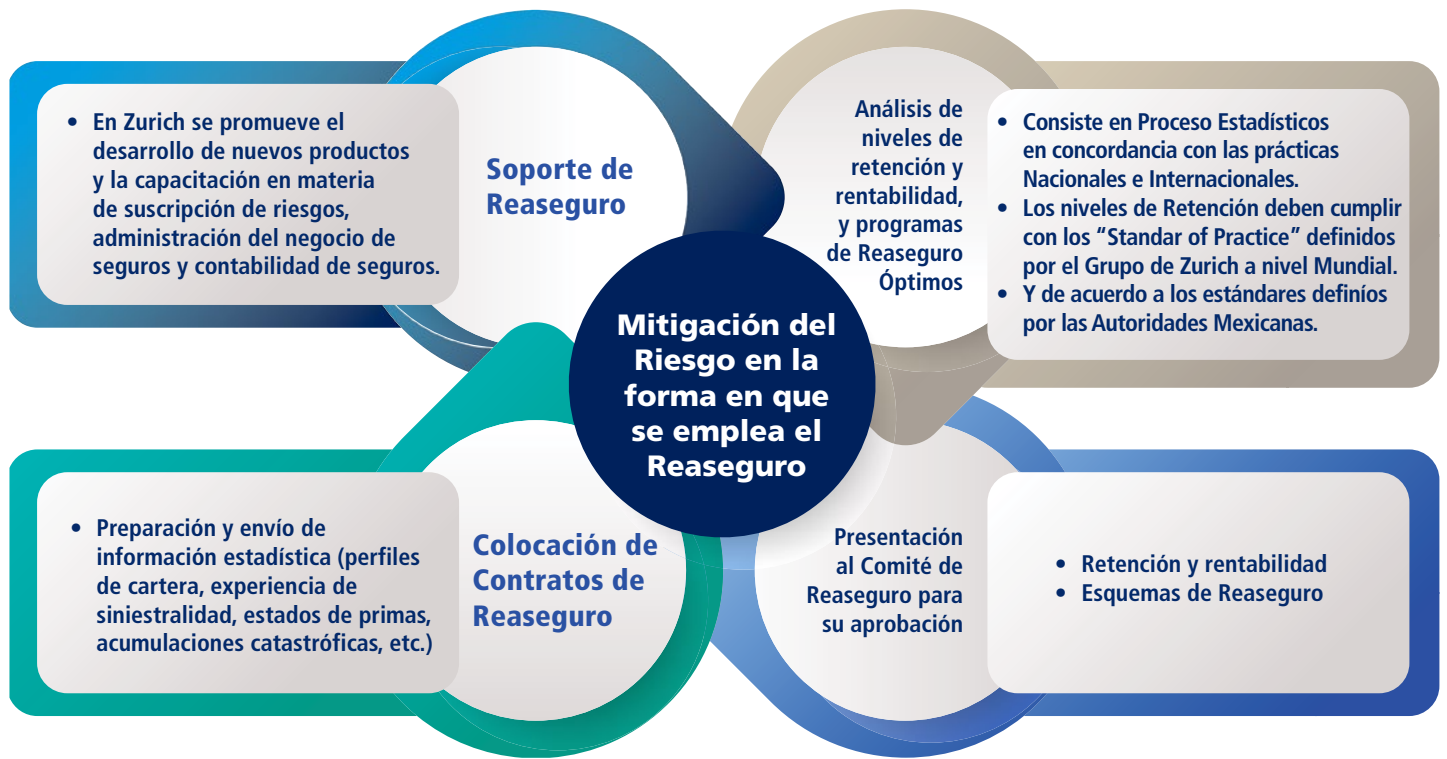 • En Zurich se promueve el
desarrollo de nuevos productos
y la capacitación en materia
de suscripción de riesgos,
administración del negocio de
seguros y contabilidad de seguros.
Soporte de
Reaseguro
Análisis de
niveles de
retención y
rentabilidad,
y programas
de Reaseguro
Óptimos
• Consiste en Proceso Estadísticos
en concordancia con las prácticas
Nacionales e Internacionales.
• Los niveles de Retención deben cumplir
con los “Standar of Practice” definidos
por el Grupo de Zurich a nivel Mundial.
• Y de acuerdo a los estándares definíos
por las Autoridades Mexicanas.
Mitigación del
Riesgo en la
forma en que
se emplea el
Reaseguro
• Preparación y envío de
información estadística (perfiles
de cartera, experiencia de
siniestralidad, estados de primas,
acumulaciones catastróficas, etc.)
Colocación de
Contratos de
Reaseguro
Presentación
al Comité de
Reaseguro para
su aprobación
• Retención y rentabilidad
• Esquemas de Reaseguro